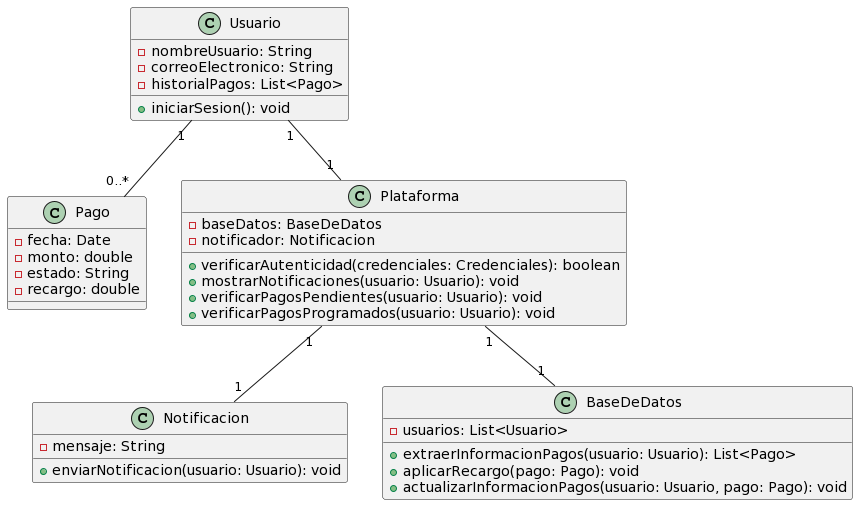 C Usuario
nombreUsuario: String
correoElectronico: String
historialPagos: List<Pago>
iniciarSesion(): void
1
1
0..*
1
C Pago
fecha: Date
monto: double
estado: String
recargo: double
C Plataforma
baseDatos: BaseDeDatos
notificador: Notificacion
verificarAutenticidad(credenciales: Credenciales): boolean
mostrarNotificaciones(usuario: Usuario): void
verificarPagosPendientes(usuario: Usuario): void
verificarPagosProgramados(usuario: Usuario): void
1
1
1
1
C Notificacion
mensaje: String
enviarNotificacion(usuario: Usuario): void
C BaseDeDatos
usuarios: List<Usuario>
extraerInformacionPagos(usuario: Usuario): List<Pago>
aplicarRecargo(pago: Pago): void
actualizarInformacionPagos(usuario: Usuario, pago: Pago): void